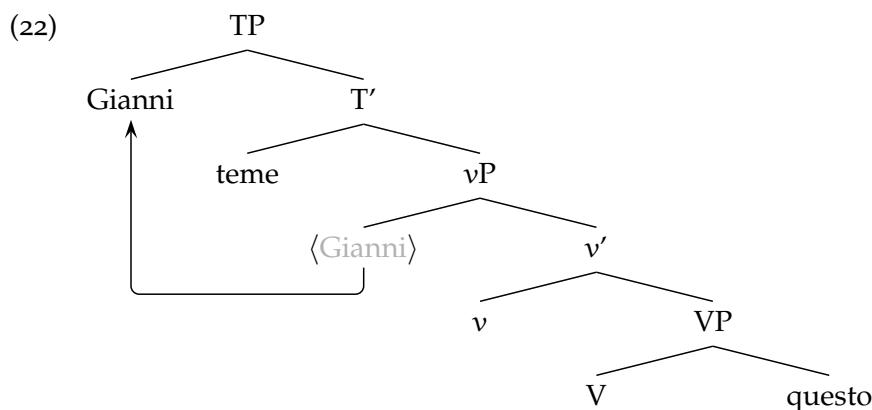 (22) TP
Gianni T′
teme vP
⟨Gianni⟩ v′
v VP
V questo